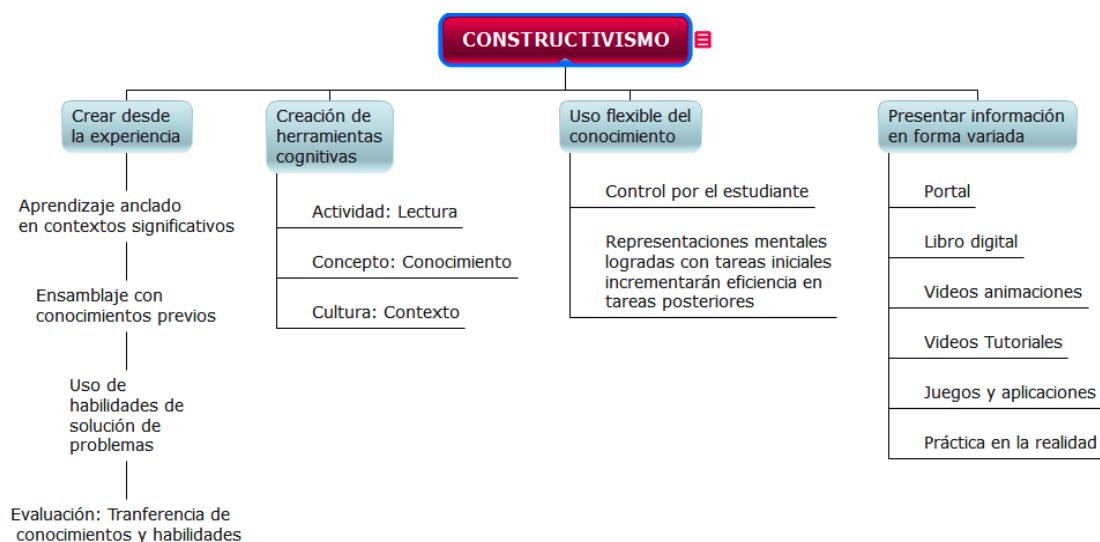 CONSTRUCTIVISMO
Crear desde
la experiencia
Aprendizaje anclado
en contextos significativos
Ensamblaje con
conocimientos previos
Uso de
habilidades de
solución de
problemas
Evaluación: Tranferencia de
conocimientos y habilidades
Creación de
herramientas
cognitivas
Actividad: Lectura
Concepto: Conocimiento
Cultura: Contexto
Uso flexible del
conocimiento
Control por el estudiante
Representaciones mentales
logradas con tareas iniciales
incrementarán eficiencia en
tareas posteriores
Presentar información
en forma variada
Portal
Libro digital
Videos animaciones
Videos Tutoriales
Juegos y aplicaciones
Práctica en la realidad